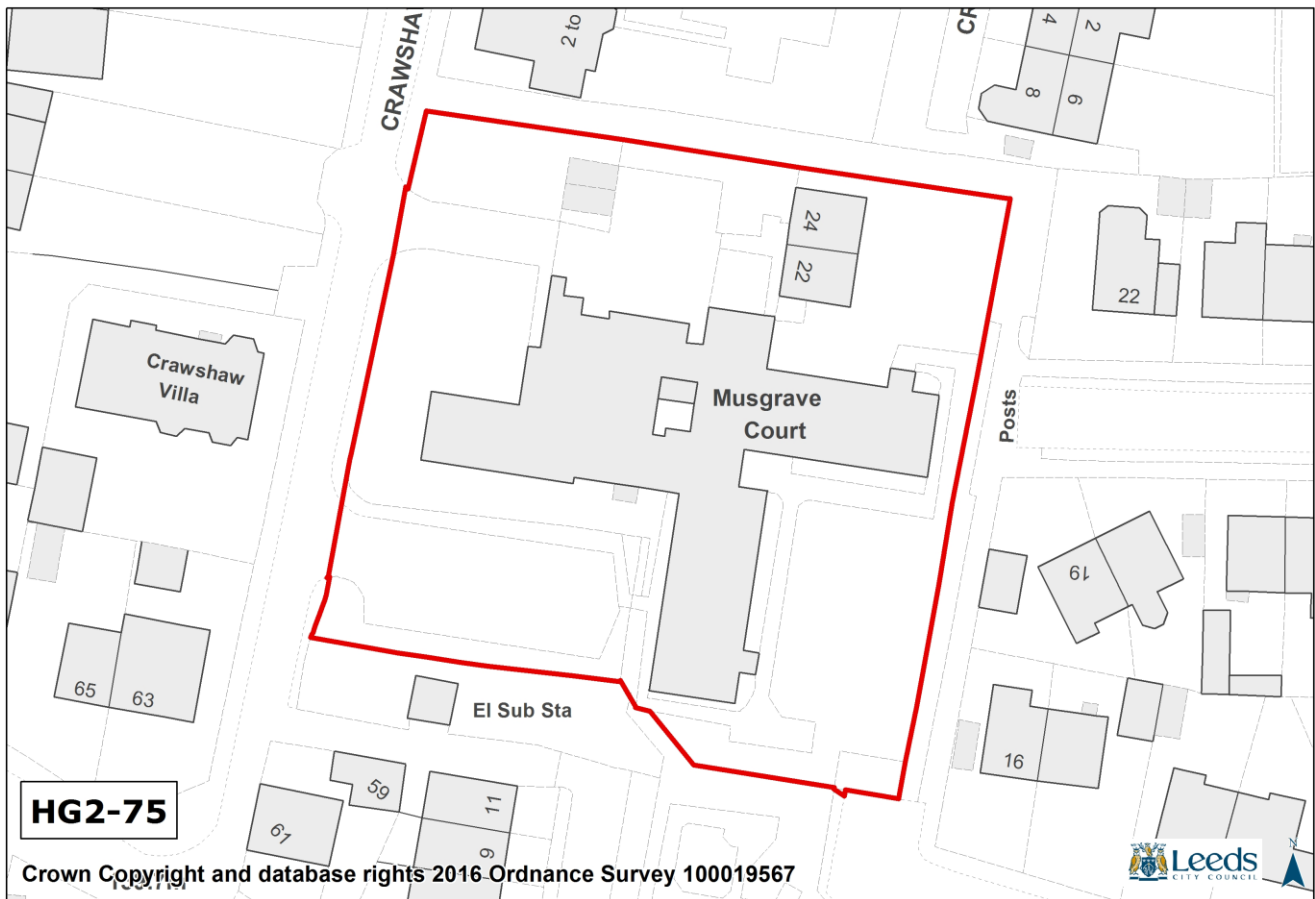 CRAWSHA
2 to
CR
4
2
8
6
24
22
22
Crawshaw
Villa
Musgrave
Court
Posts
19
65
63
El Sub Sta
16
59
11
9
61
HG2-75
Crown Copyright and database rights 2016 Ordnance Survey 100019567
Leeds
CITY COUNCIL
N